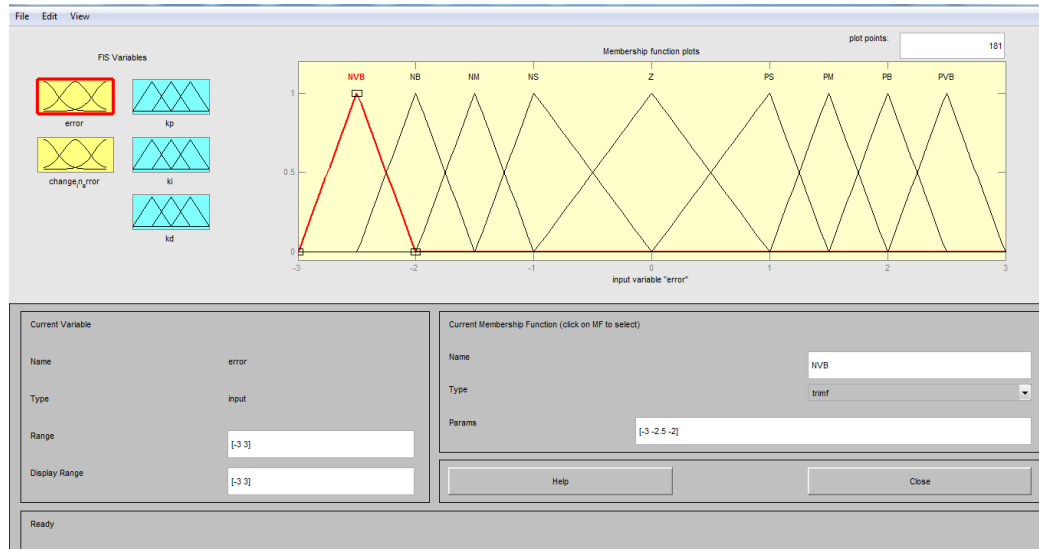 File Edit View
plot points: 181
FIS Variables
Membership function plots
NVB NB NM NS Z PS PM PB PVB
error kp
change_in_error ki
kd
1
0.5
0
-3 -2 -1 0 1 2 3
input variable "error"
Current Variable
Name error
Type input
Range [-3 3]
Display Range [-3 3]
Current Membership Function (click on MF to select)
Name NVB
Type trimf
Params [-3 -2.5 -2]
Help Close
Ready